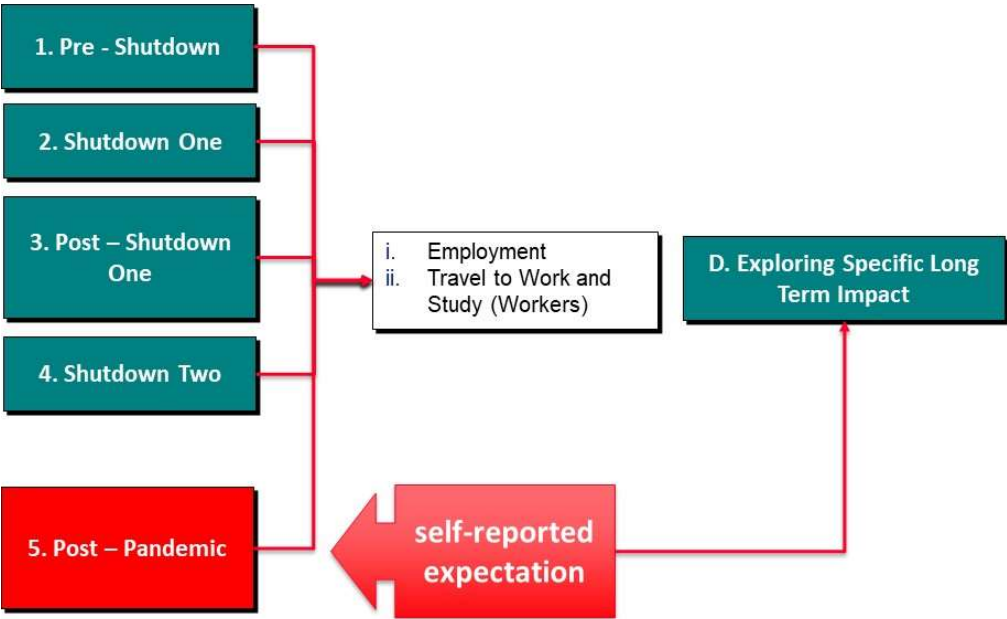 1. Pre - Shutdown
2. Shutdown One
3. Post – Shutdown
One
4. Shutdown Two
5. Post – Pandemic
i. Employment
ii. Travel to Work and
Study (Workers)
self-reported
expectation
D. Exploring Specific Long
Term Impact